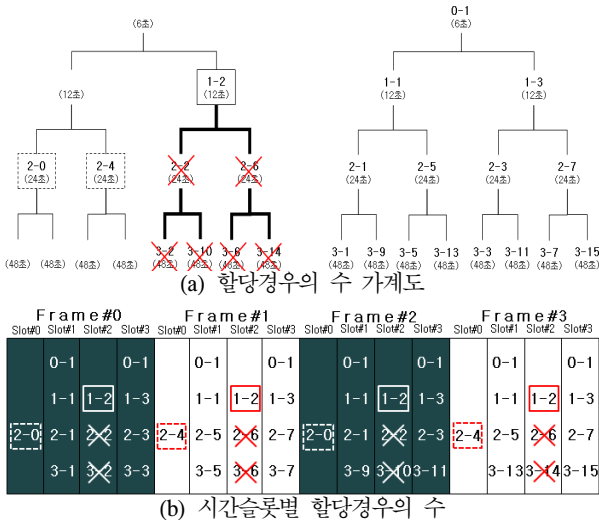 0-1
(6초) (6초)
1-2 1-1 1-3
(12초) (12초) (12초) (12초)
2-0 2-4 2-2 2-6 2-1 2-5 2-3 2-7
(24초) (24초) (24초) (24초) (24초) (24초) (24초) (24초)
3-2 3-10 3-6 3-14 3-1 3-9 3-5 3-13 3-3 3-11 3-7 3-15
(48초) (48초) (48초) (48초) (48초) (48초) (48초) (48초) (48초) (48초) (48초) (48초) (48초) (48초) (48초) (48초)
(a) 할당경우의 수 가계도
Frame#0 Frame#1 Frame#2 Frame#3
Slot#0 Slot#1 Slot#2 Slot#3 Slot#0 Slot#1 Slot#2 Slot#3 Slot#0 Slot#1 Slot#2 Slot#3 Slot#0 Slot#1 Slot#2 Slot#3
0-1 0-1 0-1 0-1 0-1 0-1 0-1 0-1
1-1 1-2 1-3 1-1 1-2 1-3 1-1 1-2 1-3 1-1 1-2 1-3
2-0 2-1 2-2 2-3 2-4 2-5 2-6 2-7 2-0 2-1 2-2 2-3 2-4 2-5 2-6 2-7
3-1 3-2 3-3 3-5 3-6 3-7 3-9 3-10 3-11 3-13 3-14 3-15
(b) 시간슬롯별 할당경우의 수